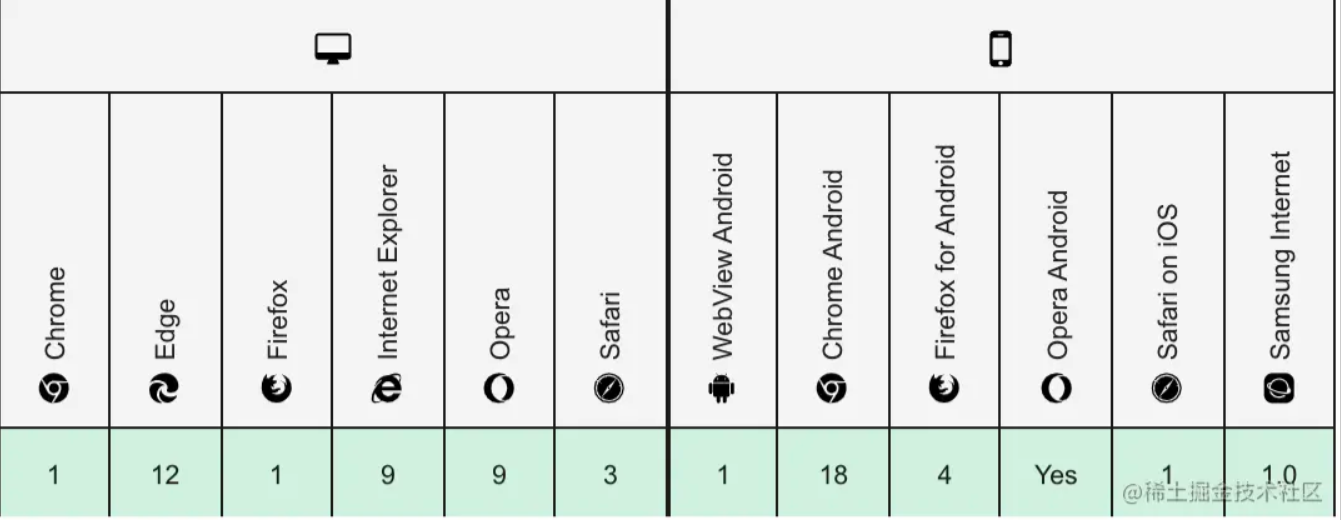 Chrome
Edge
Firefox
Internet Explorer
Opera
Safari
WebView Android
Chrome Android
Firefox for Android
Opera Android
Safari on iOS
Samsung Internet
1 12 1 9 9 3 1 18 4 Yes 1 1.0
@稀土掘金技术社区